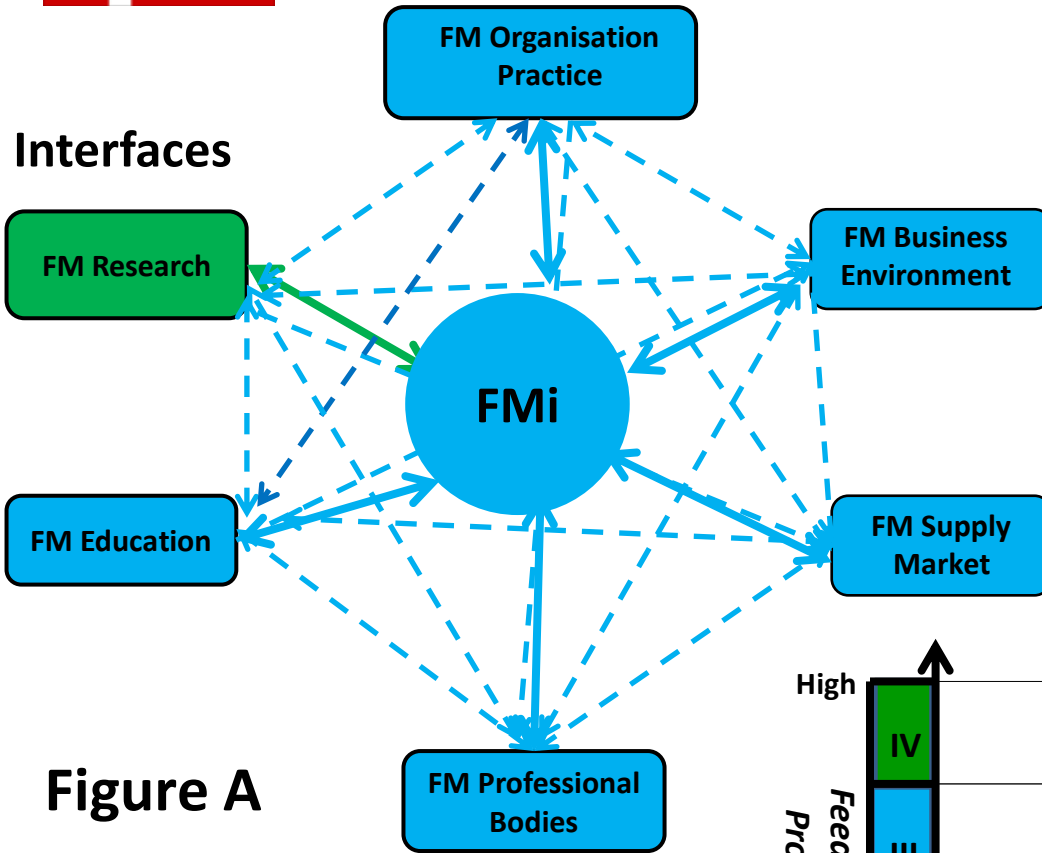 FM Organisation
Practice
Interfaces
FM Research
FM Business
Environment
FMi
FM Education
FM Supply
Market
High
IV
Figure A
FM Professional
Bodies
III